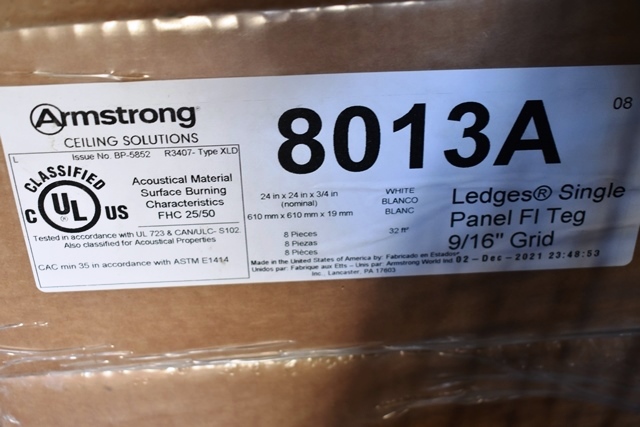 Armstrong
CEILING SOLUTIONS
L Issue No. BP-5852 R3407- Type XLD
CLASSIFIED
C UL US
(R)
Acoustical Material
Surface Burning
Characteristics
FHC 25/50
Tested in accordance with UL 723 & CAN/ULC- S102.
Also classified for Acoustical Properties
CAC min 35 in accordance with ASTM E1414
8013A
08
24 in x 24 in x 3/4 in
(nominal)
610 mm x 610 mm x 19 mm
8 Pieces
8 Piezas
8 Pièces
WHITE
BLANCO
BLANC
32 ft²
Ledges® Single
Panel Fl Teg
9/16" Grid
Made in the United States of America by: Fabricado en Estados
Unidos par: Fabrique aux Etts - Unis par: Armstrong World Ind
Inc., Lancaster, PA 17603
02-Dec-2021 23:48:53